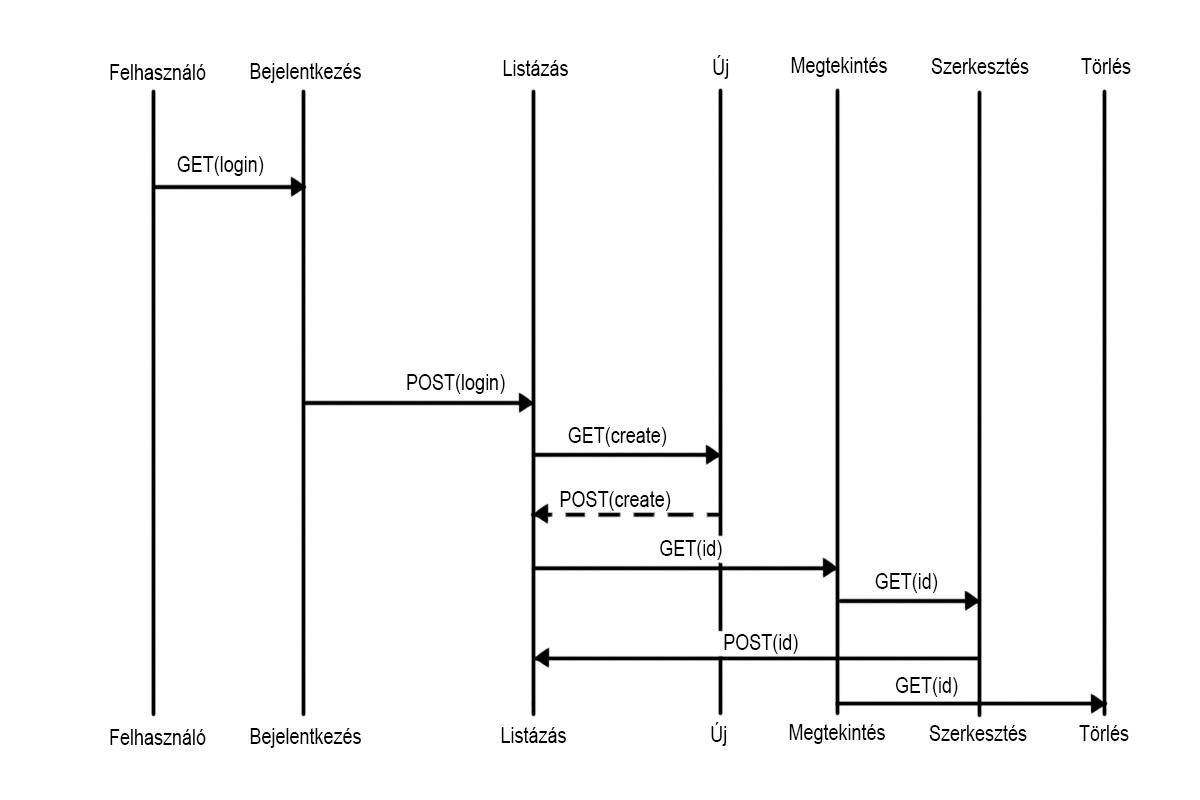 Felhasználó
Bejelentkezés
Listázás
Új
Megtekintés
Szerkesztés
Törlés
GET(login)
POST(login)
GET(create)
POST(create)
GET(id)
GET(id)
POST(id)
GET(id)
Felhasználó
Bejelentkezés
Listázás
Új
Megtekintés
Szerkesztés
Törlés